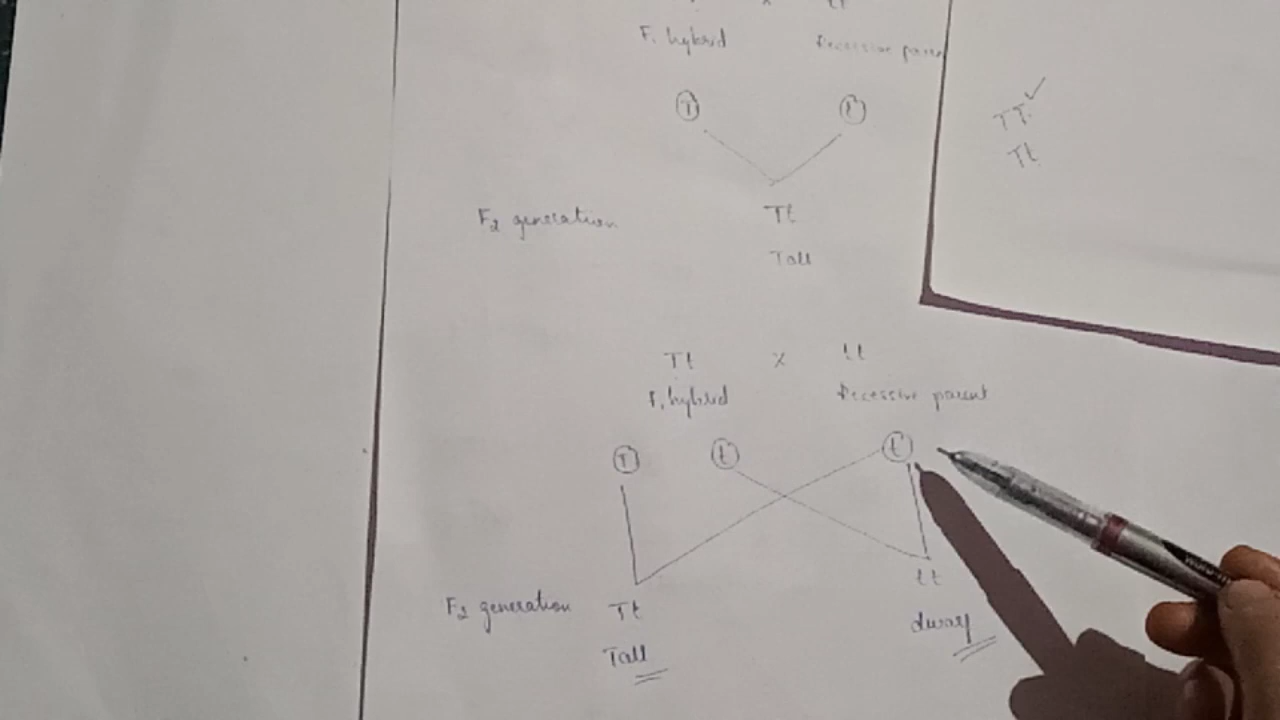 x tt
F1 hybrid Recessive parent
T t
TT ✓
Tt
Tt
F2 generation
Tall
Tt x tt
F1 hybrid Recessive parent
T t t
tt
F2 generation Tt
dwarf
Tall